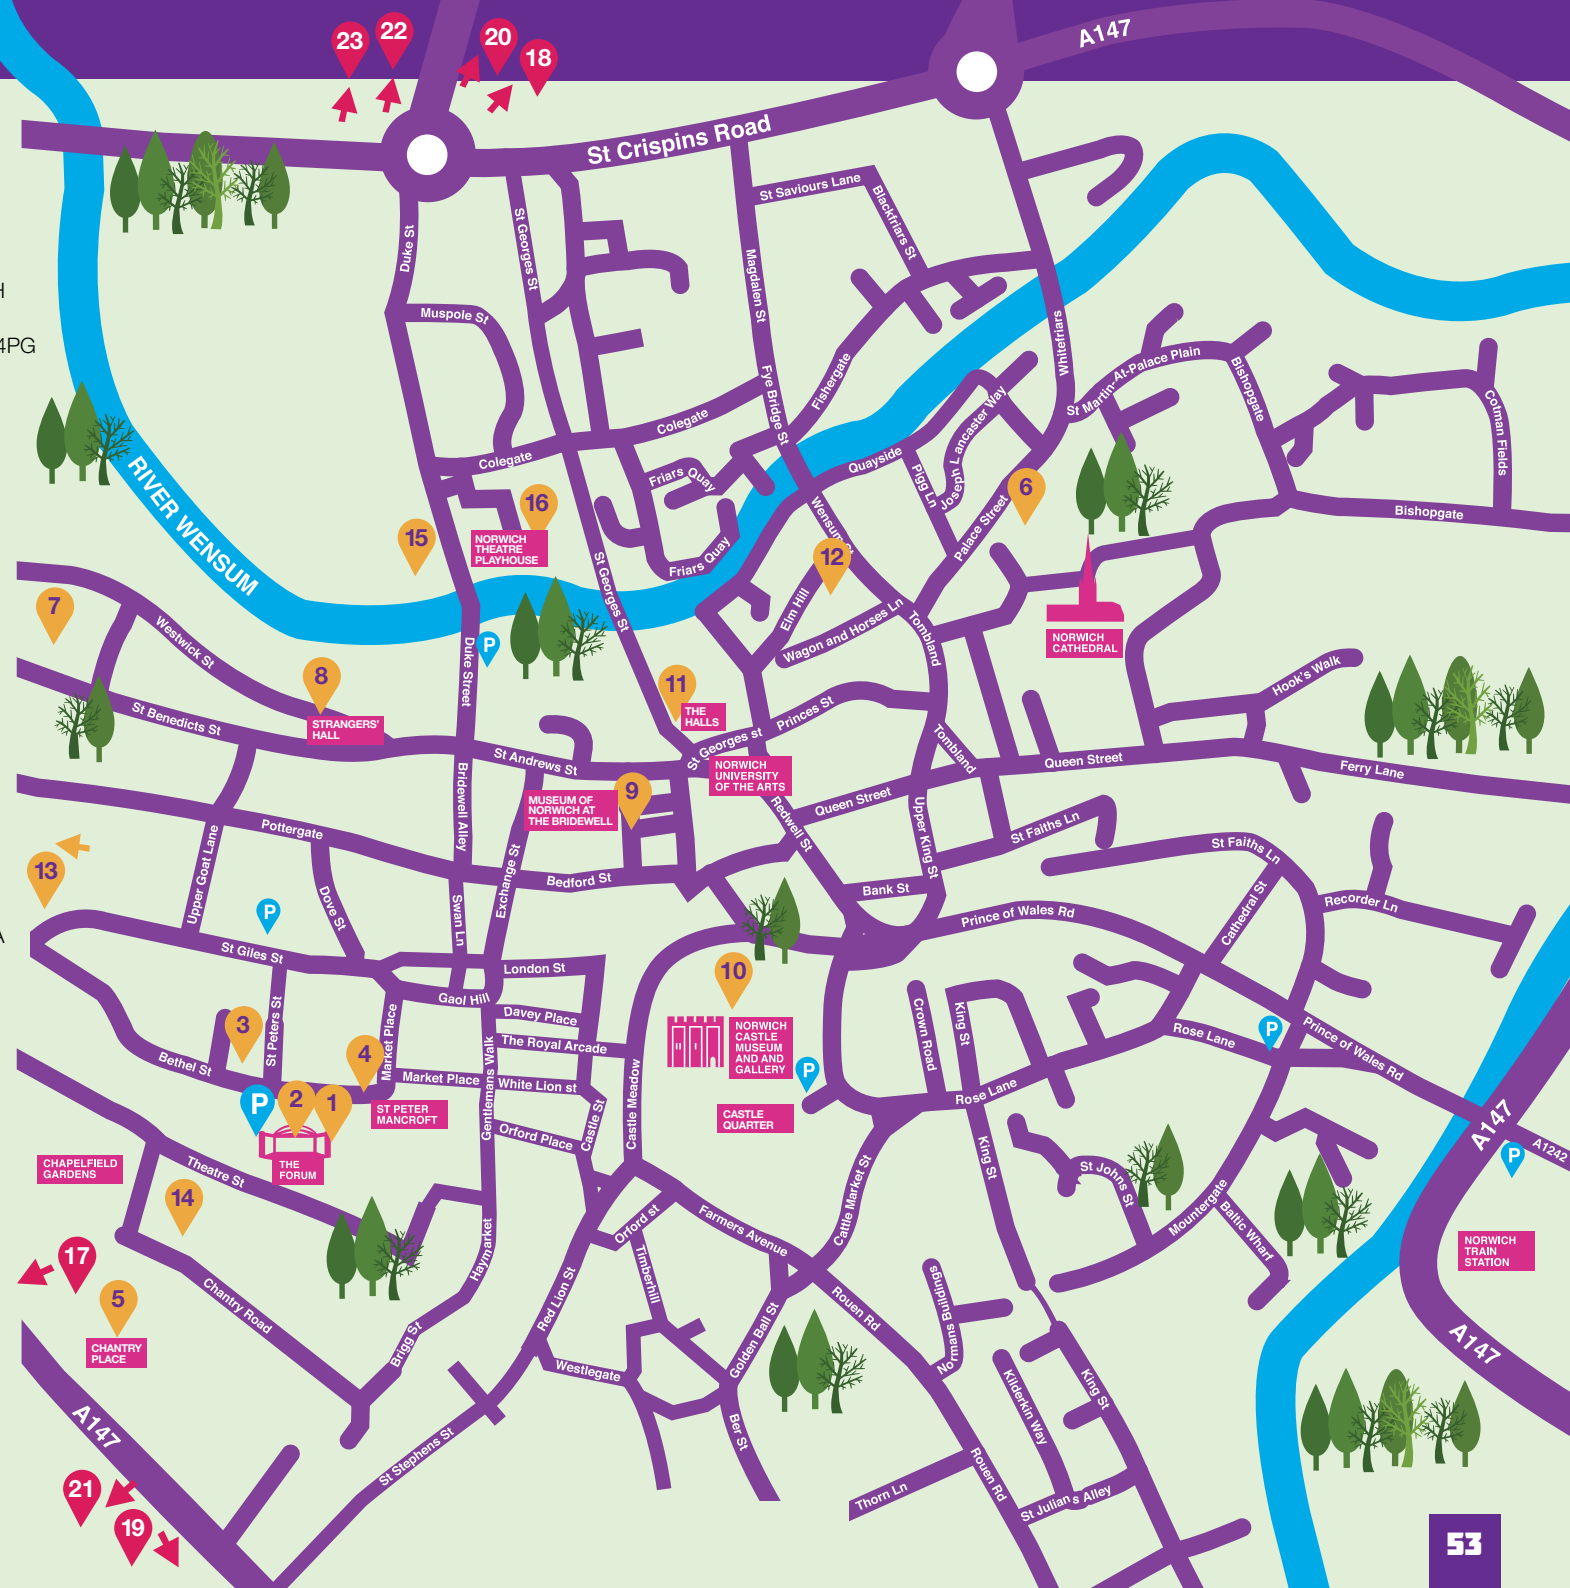 23
22
20
18
A147
St Crispins Road
St Saviours Lane
Blackfriars St
Duke St
St Georges St
Magdalen St
H
4PG
Muspole St
Whitefriars
St Martin-At-Palace Plain
Bishopgate
Cotman Fields
Fishergate
Fye Bridge St
Colegate
Colegate
Joseph Lancaster Way
Quayside
Pigg Ln
Friars Quay
Friars Quay
RIVER WENSUM
16
15
NORWICH
THEATRE
PLAYHOUSE
6
Palace Street
Bishopgate
Wensum St
12
7
Westwick St
Elm Hill
Wagon and Horses Ln
Tombland
NORWICH
CATHEDRAL
St Georges St
Duke Street
P
8
STRANGERS'
HALL
11
THE
HALLS
Hook's Walk
St Benedicts St
St Andrews St
St Georges st
Princes St
Tombland
Queen Street
Ferry Lane
NORWICH
UNIVERSITY
OF THE ARTS
9
MUSEUM OF
NORWICH AT
THE BRIDEWELL
Bridewell Alley
Queen Street
Redwell St
Upper King St
St Faiths Ln
St Faiths Ln
Pottergate
13
Upper Goat Lane
Dove St
Exchange St
Bedford St
Bank St
Swan Ln
P
Prince of Wales Rd
Cathedral St
Recorder Ln
A
St Giles St
London St
Gaol Hill
10
NORWICH
CASTLE
MUSEUM
AND AND
GALLERY
Davey Place
The Royal Arcade
Market Place
Market Place
White Lion st
Gentlemans Walk
Castle Meadow
Castle St
Orford Place
3
St Peters St
4
Bethel St
P
2
1
ST PETER
MANCROFT
THE
FORUM
P
CASTLE
QUARTER
Crown Road
King St
Rose Lane
Rose Lane
P
Prince of Wales Rd
A147
A1242
P
CHAPELFIELD
GARDENS
Theatre St
14
King St
St Johns St
Mountergate
Baltic Wharf
NORWICH
TRAIN
STATION
Cattle Market St
Orford st
Farmers Avenue
Timberhill
Haymarket
17
5
CHANTRY
PLACE
Chantry Road
Brigg St
Red Lion St
Westlegate
Golden Ball St
Rouen Rd
Normans Buildings
A147
Kilderkin Way
King St
Ber St
A147
St Stephens St
Rouen Rd
Thorn Ln
St Julians Alley
21
19
53